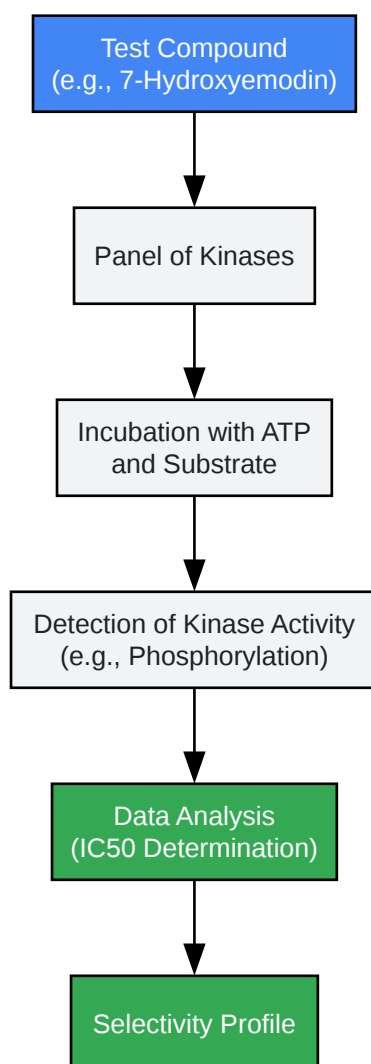 Test Compound
(e.g., 7-Hydroxyemodin)
Panel of Kinases
Incubation with ATP
and Substrate
Detection of Kinase Activity
(e.g., Phosphorylation)
Data Analysis
(IC50 Determination)
Selectivity Profile